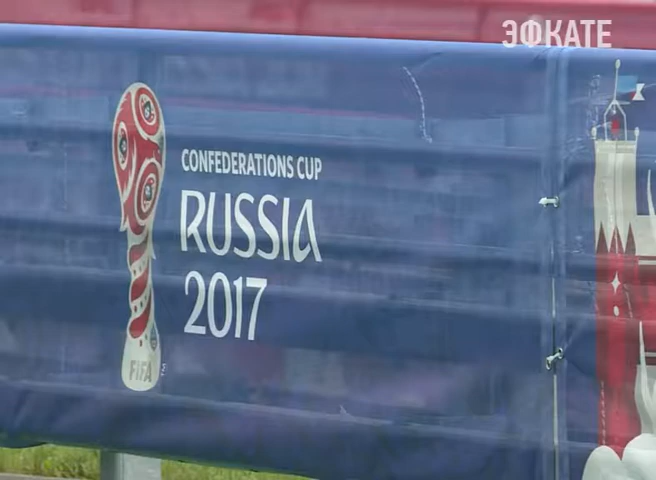 ЭФКАТЕ
CONFEDERATIONS CUP
RUSSIA
2017
FIFA